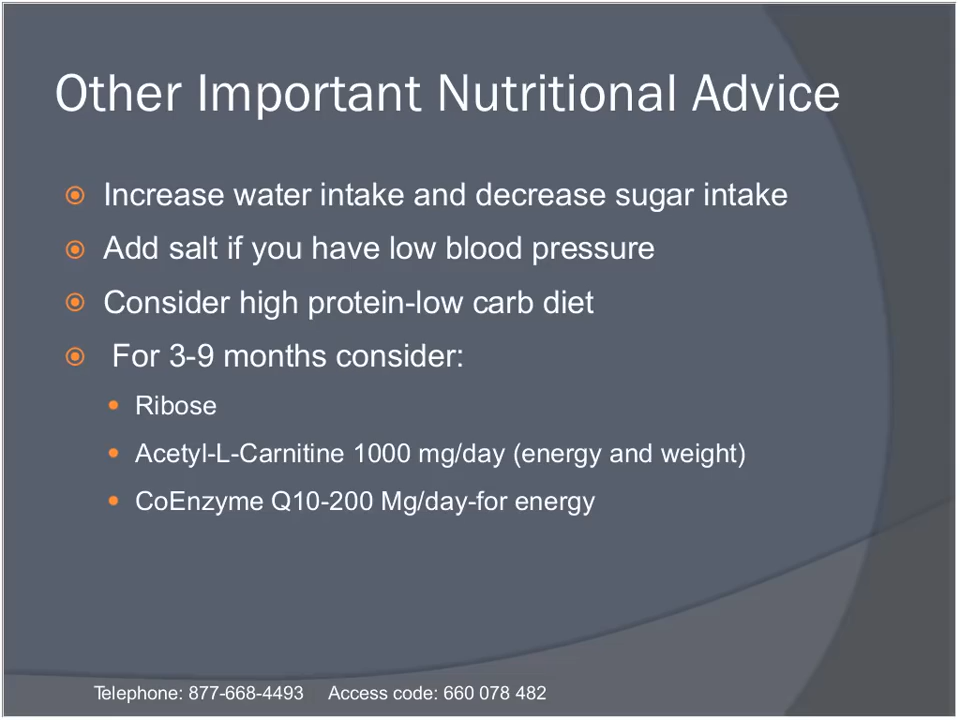 Other Important Nutritional Advice
Increase water intake and decrease sugar intake
Add salt if you have low blood pressure
Consider high protein-low carb diet
For 3-9 months consider:
Ribose
Acetyl-L-Carnitine 1000 mg/day (energy and weight)
CoEnzyme Q10-200 Mg/day-for energy
Telephone: 877-668-4493 Access code: 660 078 482